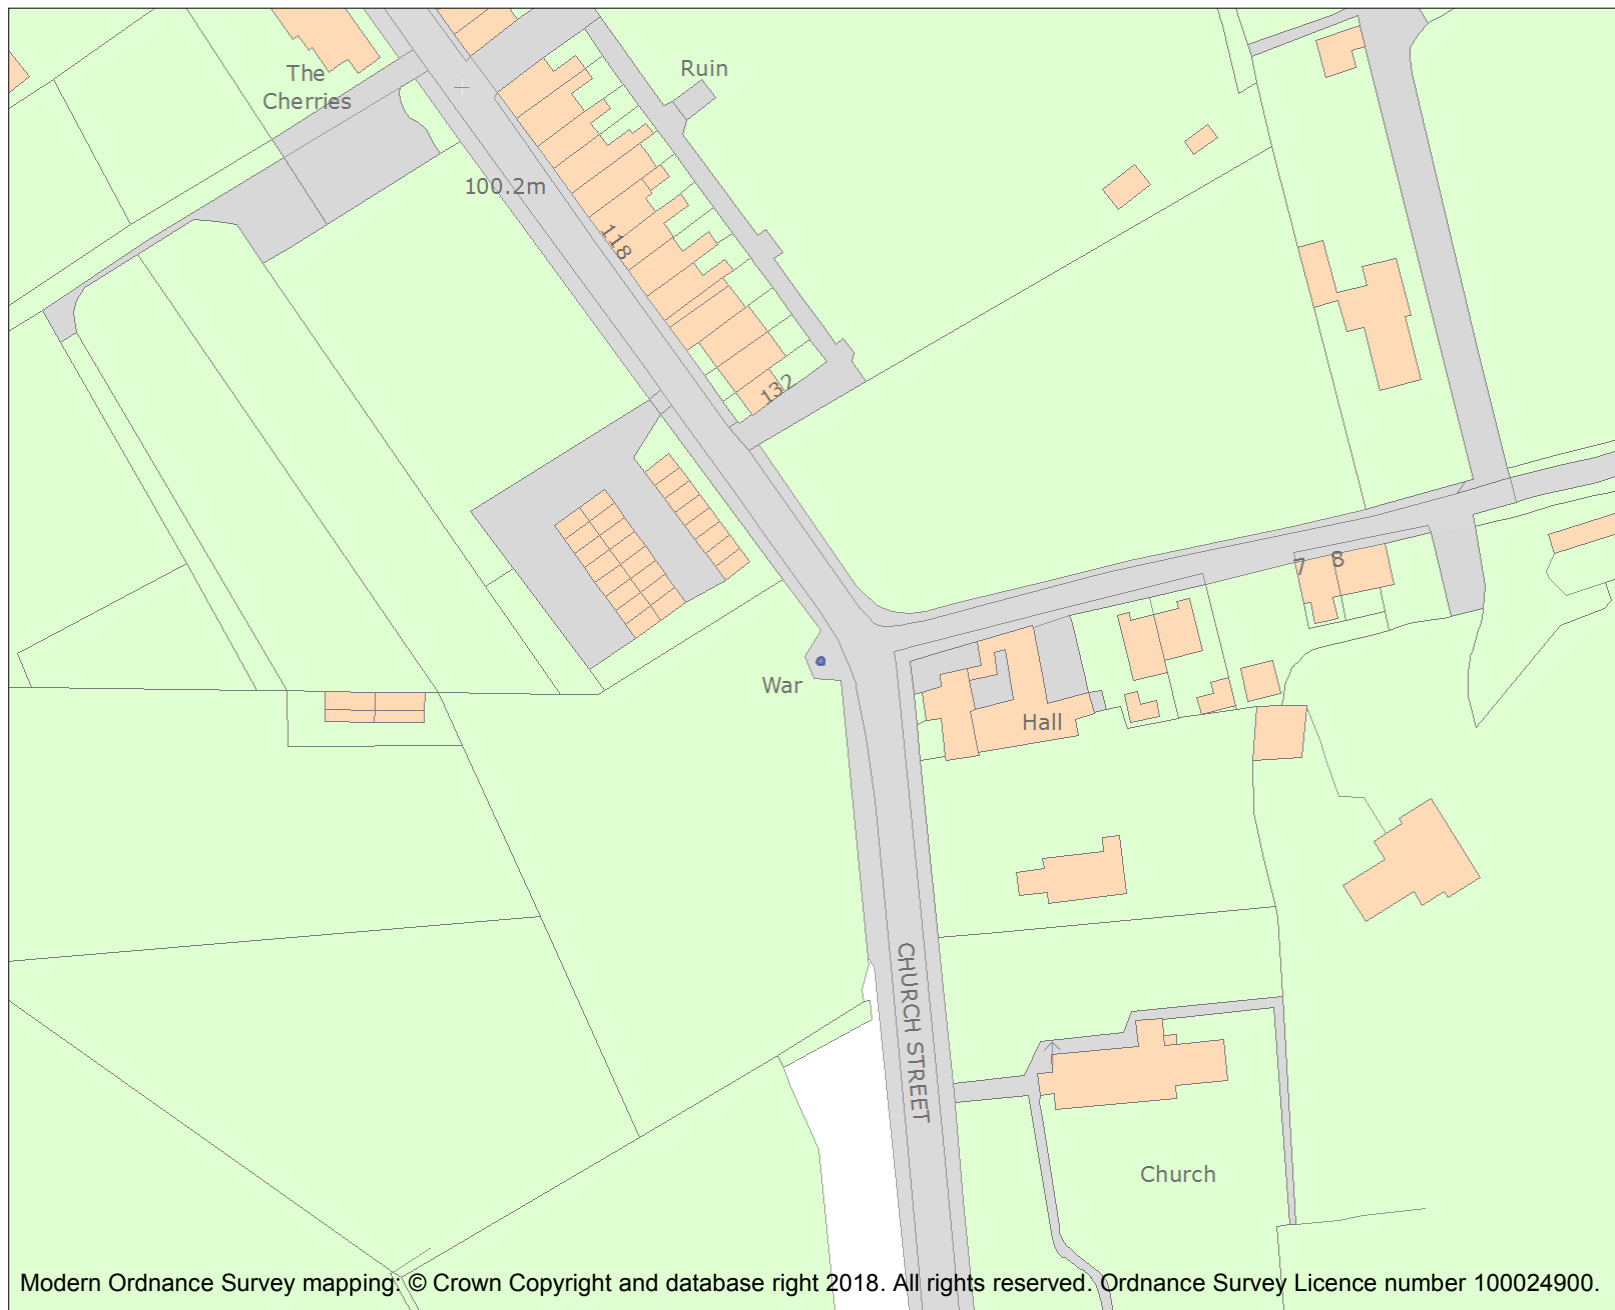 Ruin
The
Cherries
100.2m
118
132
7
8
War
Hall
CHURCH STREET
Church
Modern Ordnance Survey mapping: © Crown Copyright and database right 2018. All rights reserved. Ordnance Survey Licence number 100024900.